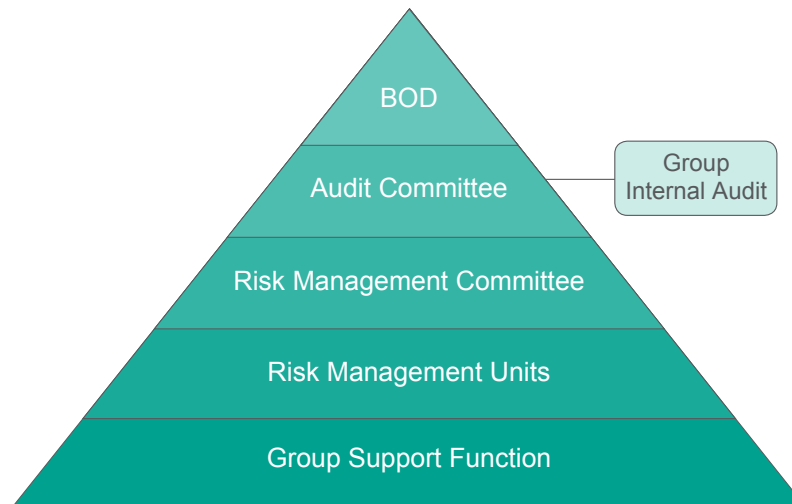 BOD
Audit Committee
Group
Internal Audit
Risk Management Committee
Risk Management Units
Group Support Function